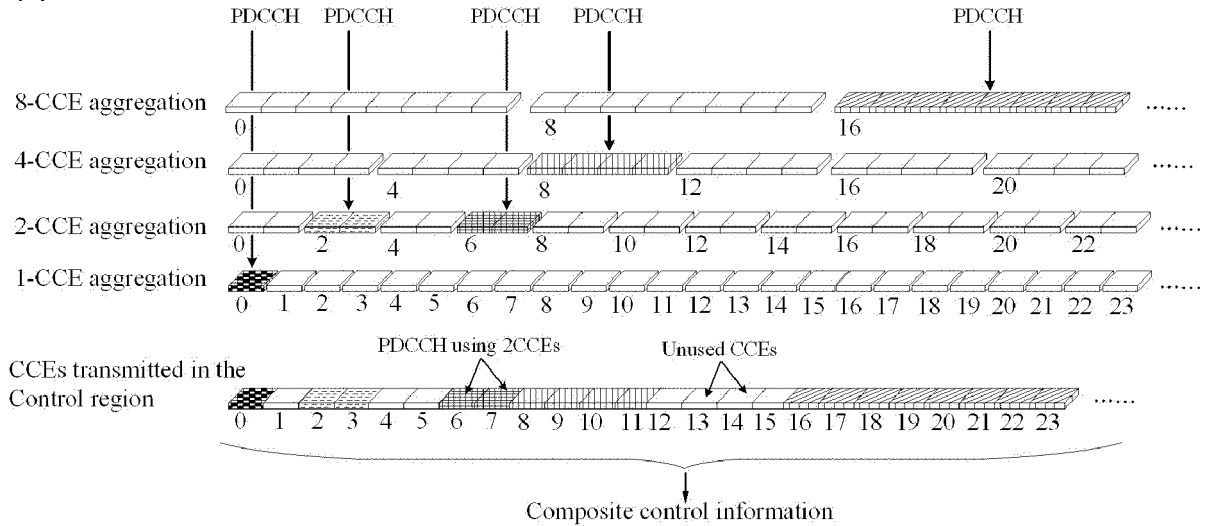 PDCCH PDCCH PDCCH PDCCH PDCCH
8-CCE aggregation
0 8 16
......
4-CCE aggregation
0 4 8 12 16 20
......
2-CCE aggregation
0 2 4 6 8 10 12 14 16 18 20 22
......
1-CCE aggregation
0 1 2 3 4 5 6 7 8 9 10 11 12 13 14 15 16 17 18 19 20 21 22 23
......
PDCCH using 2CCEs Unused CCEs
CCEs transmitted in the
Control region
0 1 2 3 4 5 6 7 8 9 10 11 12 13 14 15 16 17 18 19 20 21 22 23
......
Composite control information